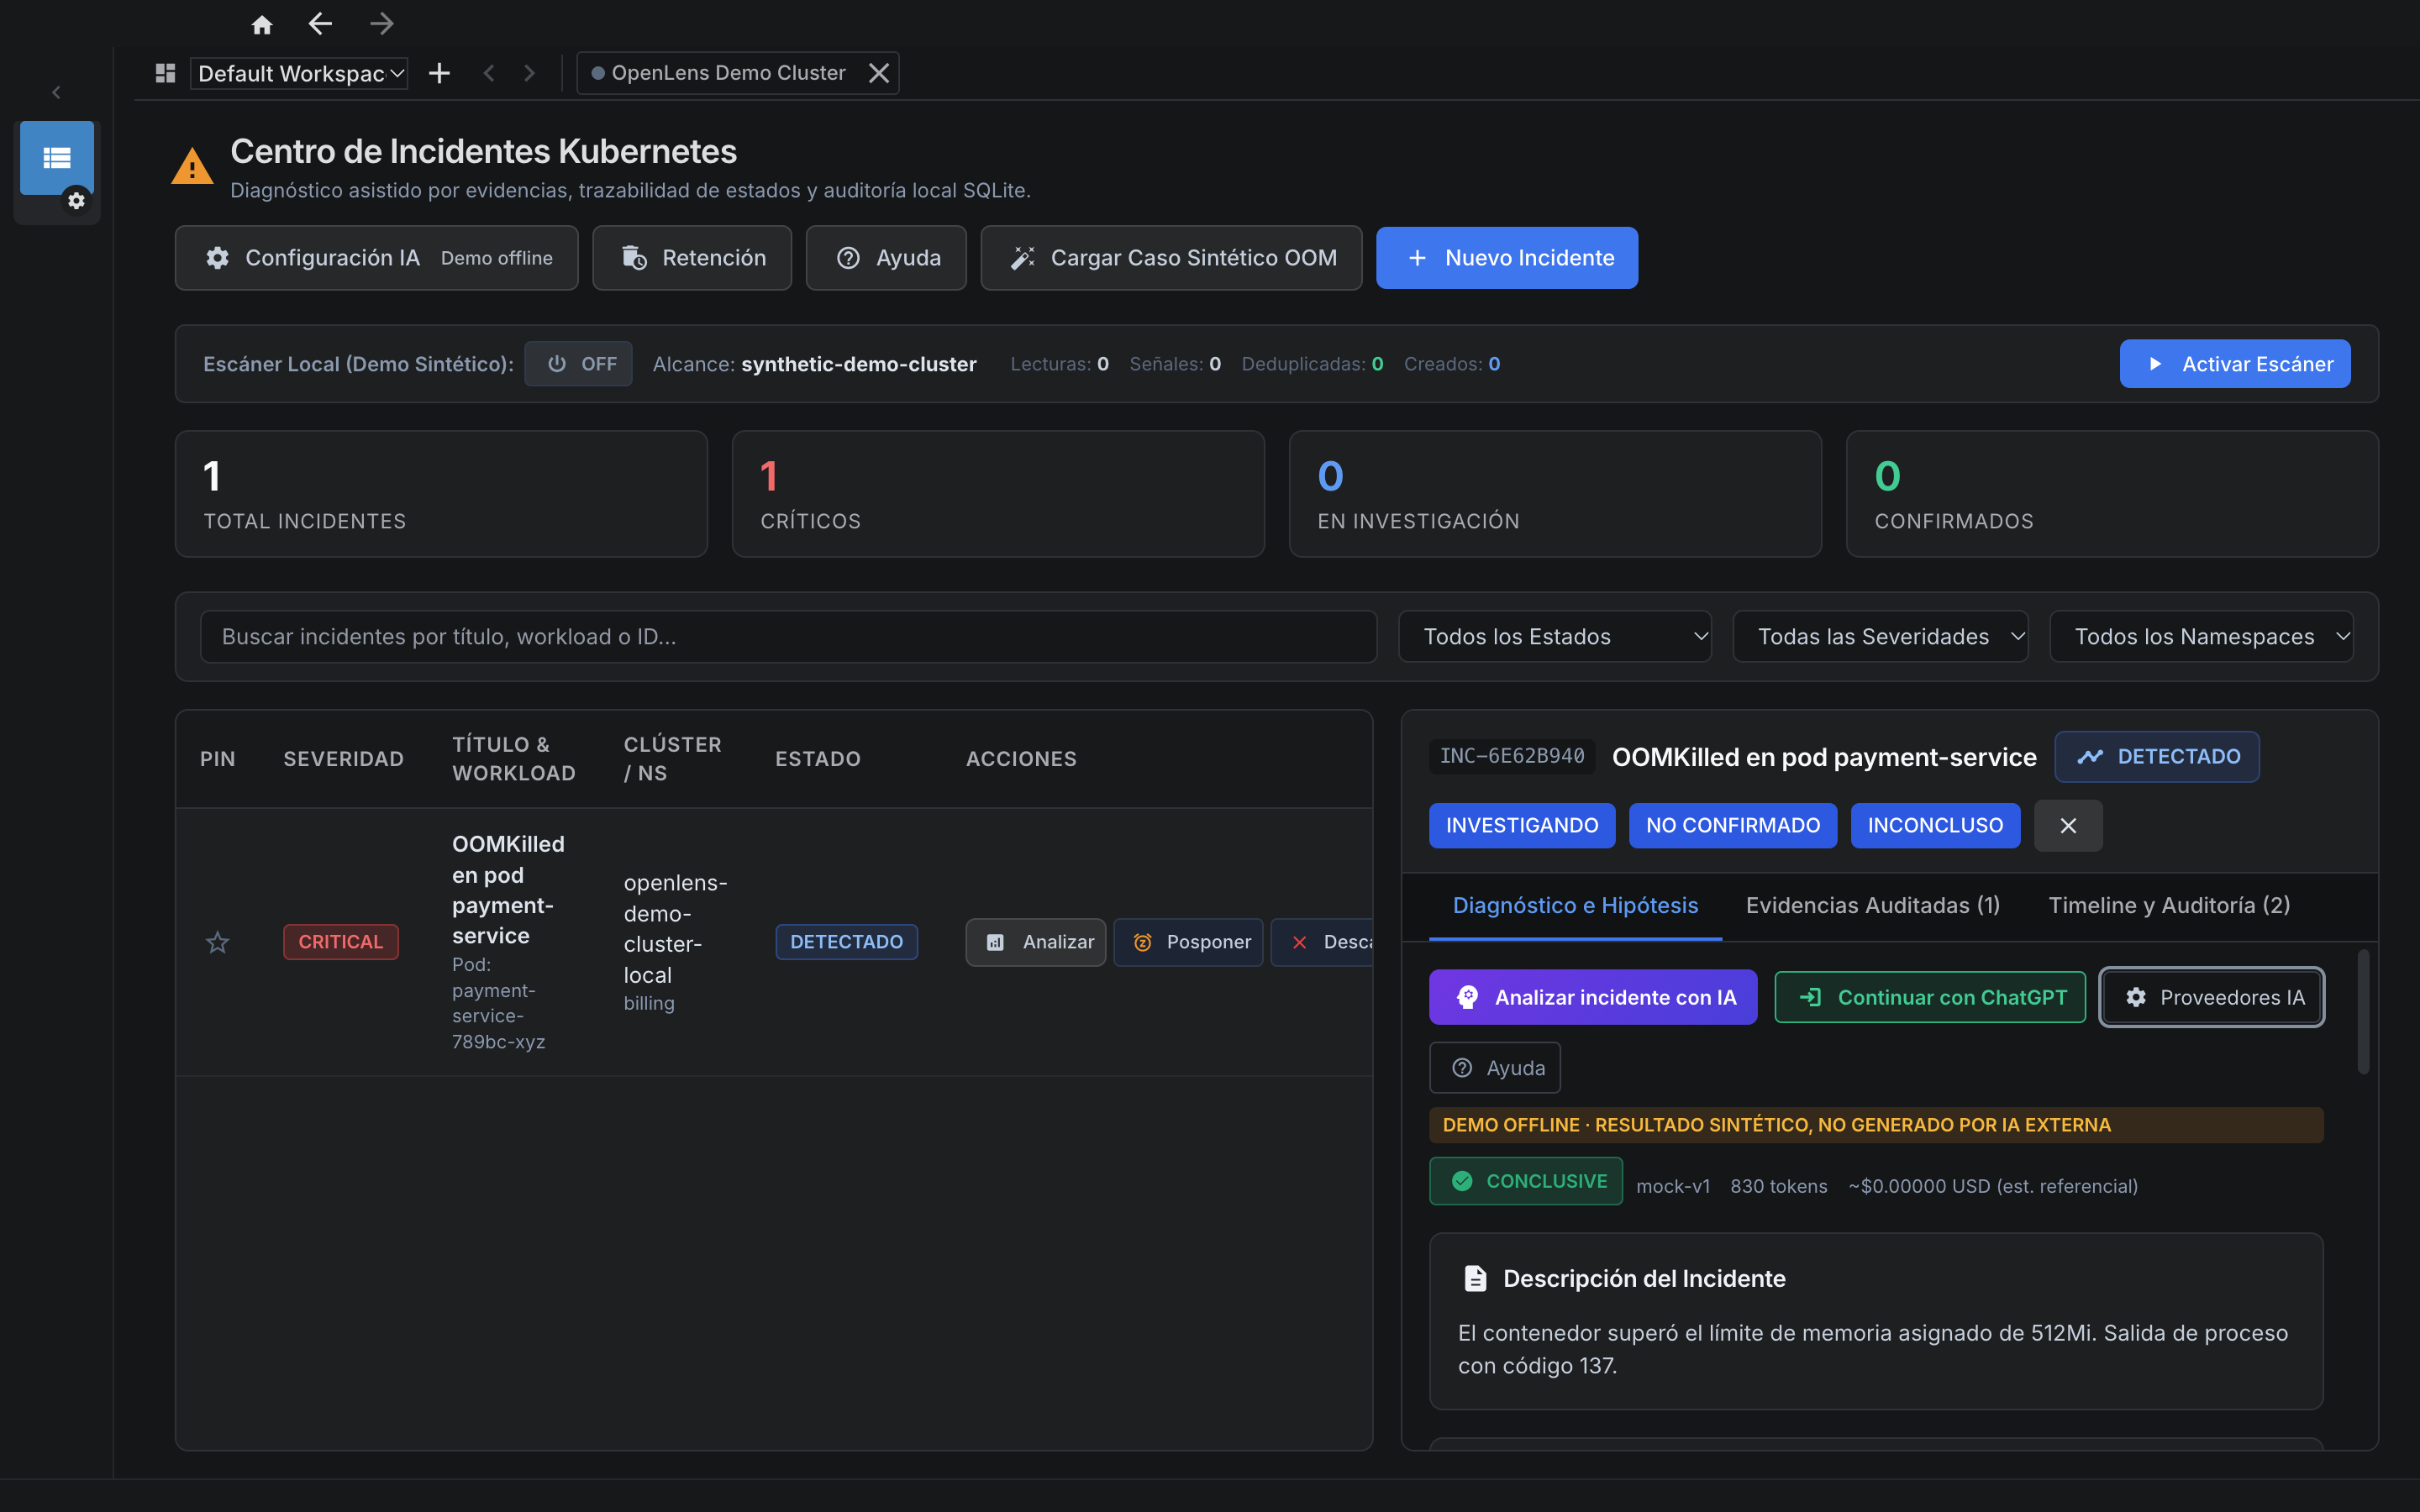 Default Workspac
OpenLens Demo Cluster
Centro de Incidentes Kubernetes
Diagnóstico asistido por evidencias, trazabilidad de estados y auditoría local SQLite.
Configuración IA Demo offline
Retención
Ayuda
Cargar Caso Sintético OOM
Nuevo Incidente
Escáner Local (Demo Sintético): OFF Alcance: synthetic-demo-cluster Lecturas: 0 Señales: 0 Deduplicadas: 0 Creados: 0
Activar Escáner
1
TOTAL INCIDENTES
1
CRÍTICOS
0
EN INVESTIGACIÓN
0
CONFIRMADOS
Buscar incidentes por título, workload o ID...
Todos los Estados
Todas las Severidades
Todos los Namespaces
PIN
SEVERIDAD
TÍTULO &
WORKLOAD
CLÚSTER
/ NS
ESTADO
ACCIONES
CRITICAL
OOMKilled
en pod
payment-
service
Pod:
payment-
service-
789bc-xyz
openlens-
demo-
cluster-
local
billing
DETECTADO
Analizar
Posponer
Desca
INC-6E62B940 OOMKilled en pod payment-service DETECTADO
INVESTIGANDO
NO CONFIRMADO
INCONCLUSO
Diagnóstico e Hipótesis
Evidencias Auditadas (1)
Timeline y Auditoría (2)
Analizar incidente con IA
Continuar con ChatGPT
Proveedores IA
Ayuda
DEMO OFFLINE · RESULTADO SINTÉTICO, NO GENERADO POR IA EXTERNA
CONCLUSIVE mock-v1 830 tokens ~$0.00000 USD (est. referencial)
Descripción del Incidente
El contenedor superó el límite de memoria asignado de 512Mi. Salida de proceso
con código 137.